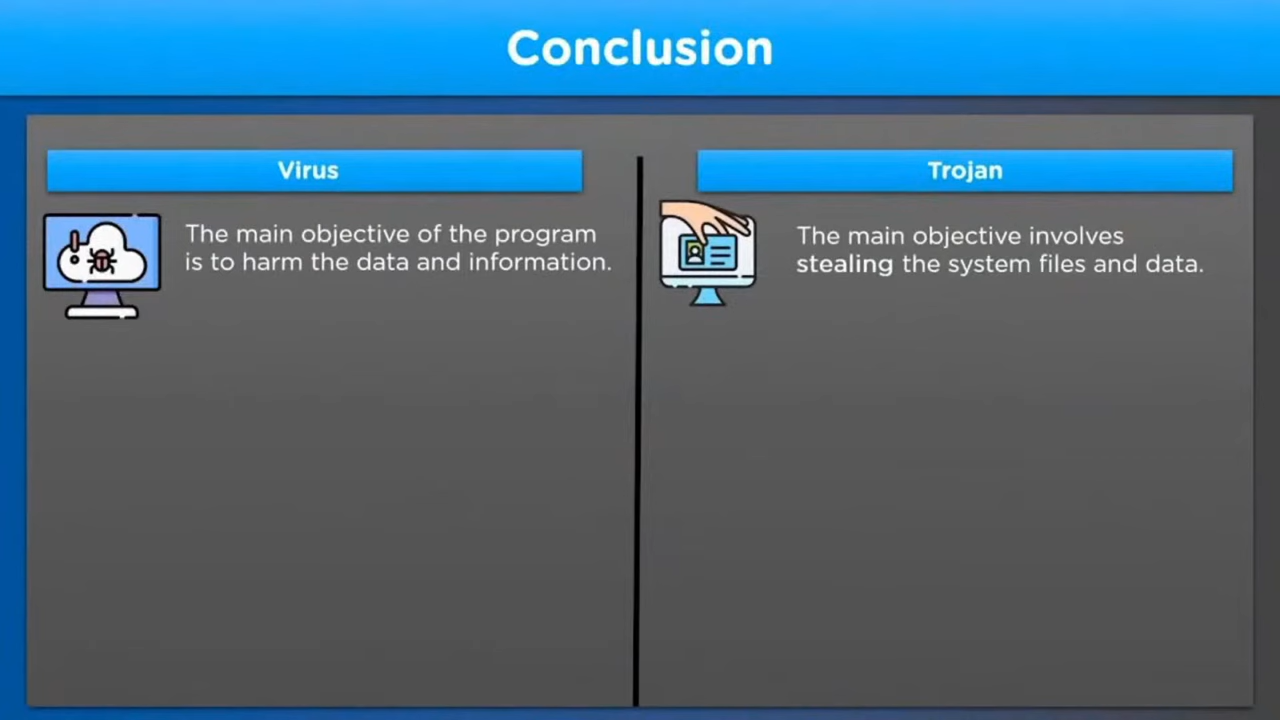 Conclusion
Virus
The main objective of the program
is to harm the data and information.
Trojan
The main objective involves
stealing the system files and data.